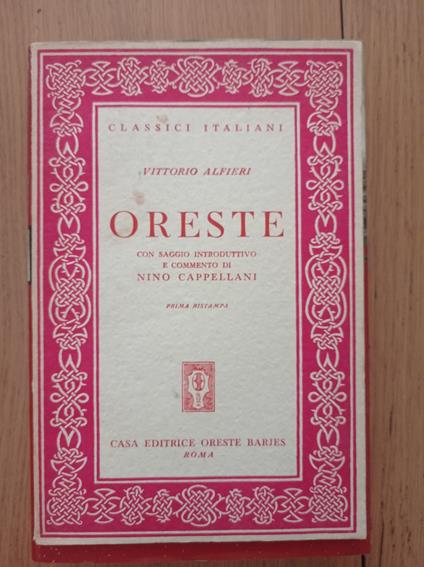 CLASSICI ITALIANI
VITTORIO ALFIERI
ORESTE
CON SAGGIO INTRODUTTIVO
E COMMENTO DI
NINO CAPPELLANI
PRIMA RISTAMPA
CASA EDITRICE ORESTE BARJES
ROMA